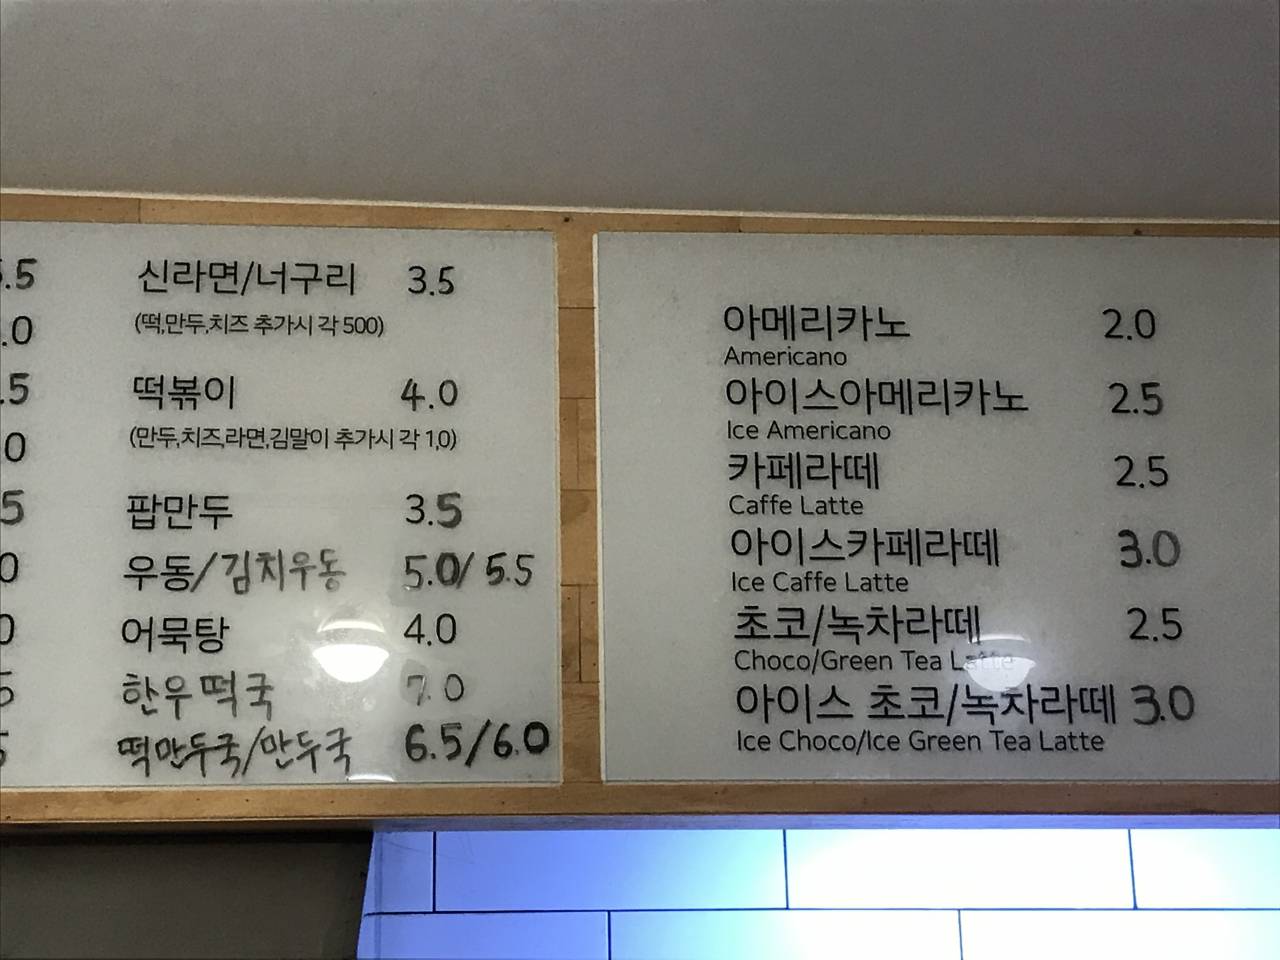 .5
신라면/너구리 3.5
.0
(떡,만두,치즈 추가시 각 500)
.5
떡볶이 4.0
0
(만두,치즈,라면,김말이 추가시 각 1,0)
5
팝만두 3.5
0
우동/김치우동 5.0/5.5
0
어묵탕 4.0
5
한우떡국 7.0
5
떡만두국/만두국 6.5/6.0
아메리카노 2.0
Americano
아이스아메리카노 2.5
Ice Americano
카페라떼 2.5
Caffe Latte
아이스카페라떼 3.0
Ice Caffe Latte
초코/녹차라떼 2.5
Choco/Green Tea Latte
아이스 초코/녹차라떼 3.0
Ice Choco/Ice Green Tea Latte